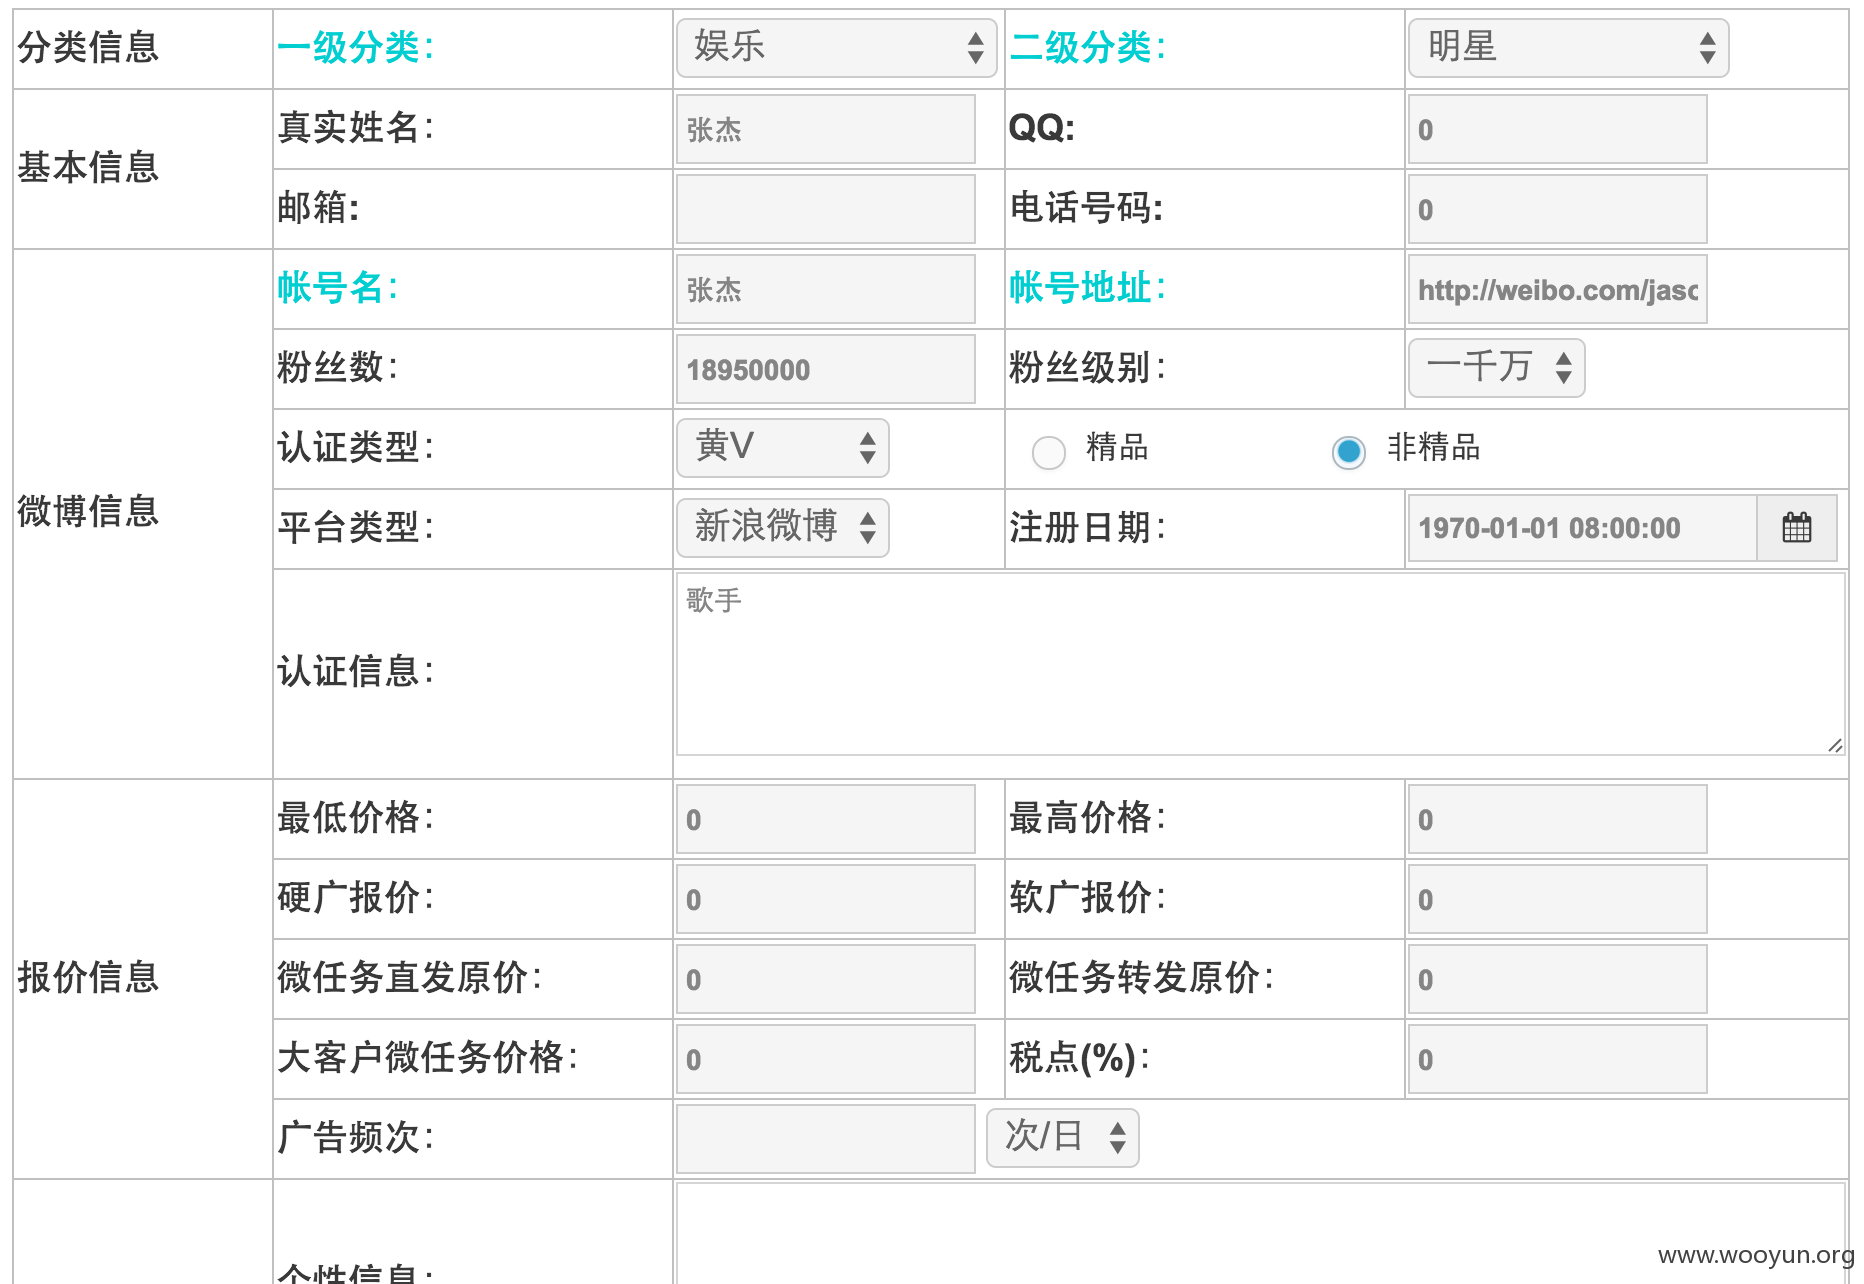 分类信息 一级分类： 娱乐 二级分类： 明星
基本信息 真实姓名： 张杰 QQ: 0
邮箱: 电话号码: 0
微博信息 帐号名： 张杰 帐号地址： http://weibo.com/jasc
粉丝数： 18950000 粉丝级别： 一千万
认证类型： 黄V 精品 非精品
平台类型： 新浪微博 注册日期： 1970-01-01 08:00:00
认证信息： 歌手
报价信息 最低价格： 0 最高价格： 0
硬广报价： 0 软广报价： 0
微任务直发原价： 0 微任务转发原价： 0
大客户微任务价格： 0 税点(%)： 0
广告频次： 次/日
个性信息：
www.wooyun.org